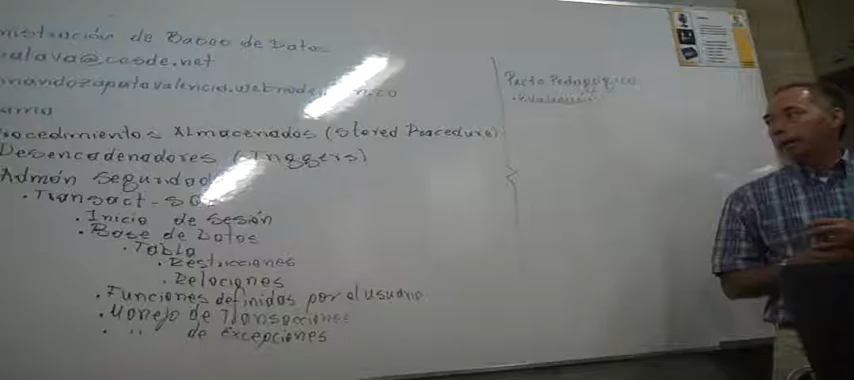 nistración de Bases de Datos
alava@cesde.net
Procedimientos Almacenados (Stored Procedure)
Desencadenadores (Triggers)
Admón Seguridad
• Transact-SQL
• Inicio de Sesión
• Base de Datos
• Tabla
• Restricciones
• Relaciones
• Funciones definidas por el usuario
• Manejo de Transacciones
• " de Excepciones
Pacto Pedagógico
• Evaluación